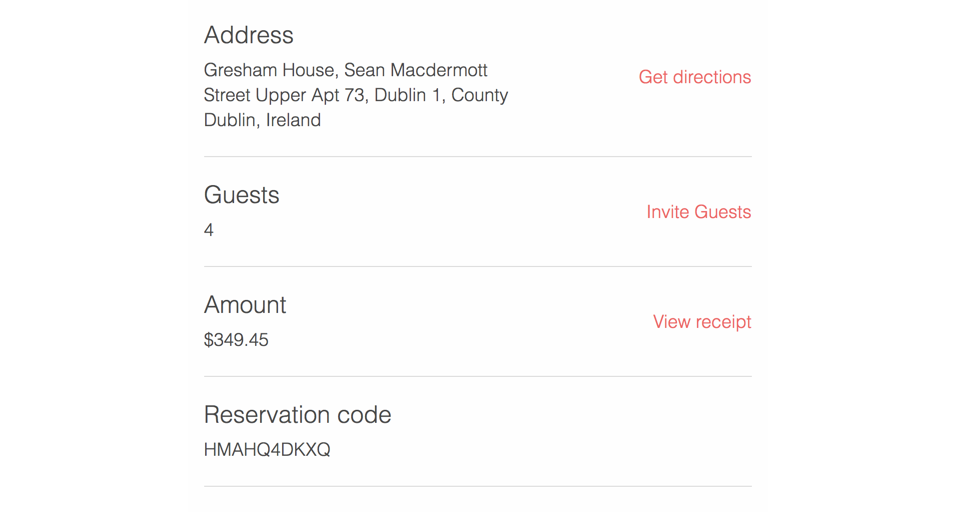 Address
Gresham House, Sean Macdermott
Street Upper Apt 73, Dublin 1, County
Dublin, Ireland
Get directions
Guests
4
Invite Guests
Amount
$349.45
View receipt
Reservation code
HMAHQ4DKXQ